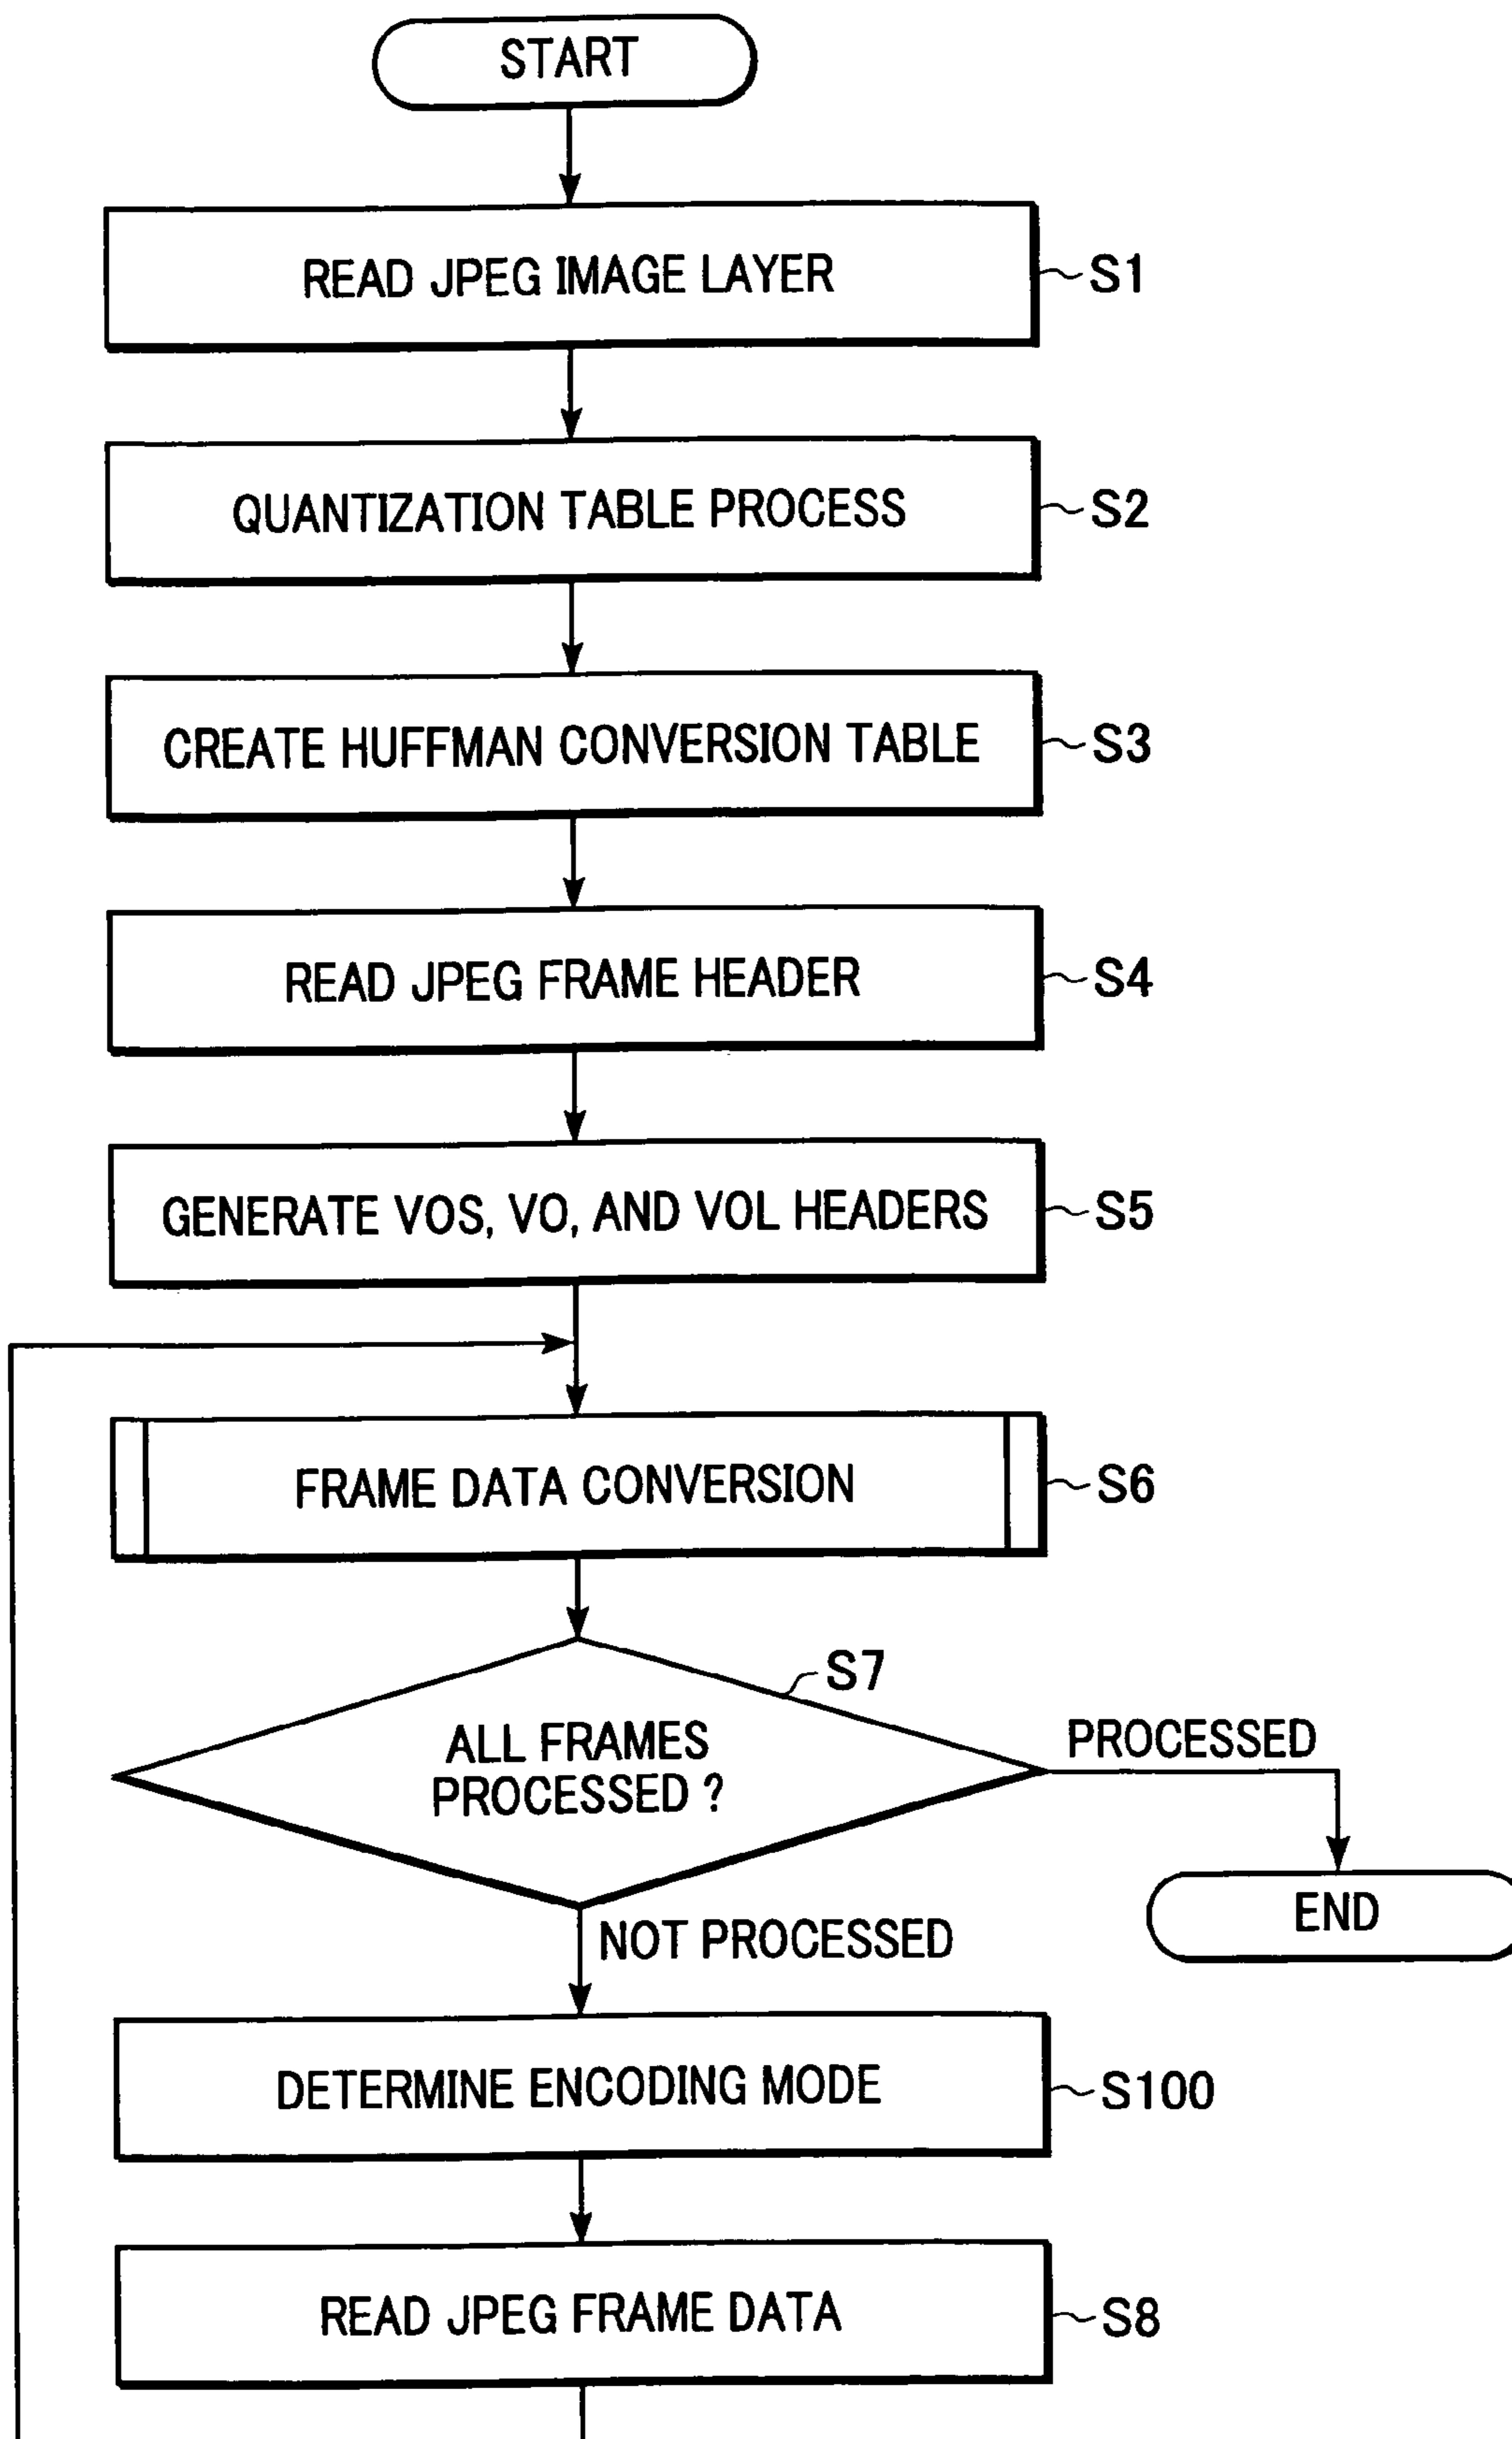 START
READ JPEG IMAGE LAYER
S1
QUANTIZATION TABLE PROCESS
S2
CREATE HUFFMAN CONVERSION TABLE
S3
READ JPEG FRAME HEADER
S4
GENERATE VOS, VO, AND VOL HEADERS
S5
FRAME DATA CONVERSION
S6
S7
ALL FRAMES
PROCESSED ?
PROCESSED
END
NOT PROCESSED
DETERMINE ENCODING MODE
S100
READ JPEG FRAME DATA
S8